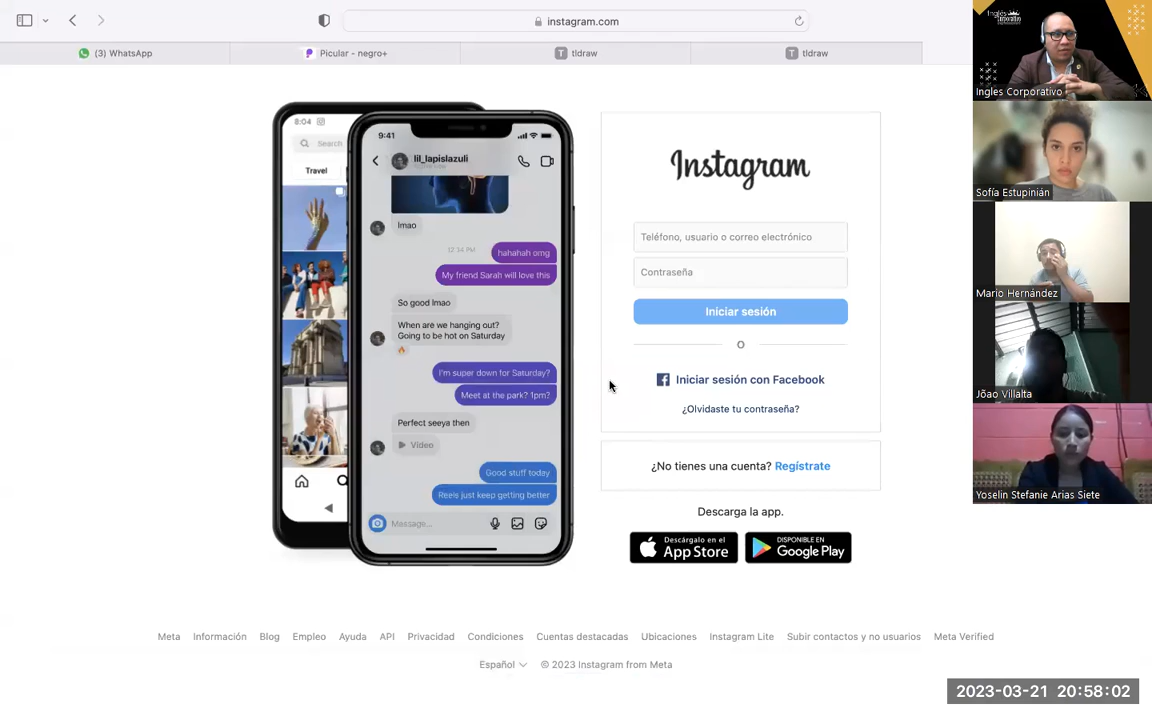 instagram.com
(3) WhatsApp
Picular - negro+
tldraw
tldraw
8:04
Search
Travel
9:41
lil_lapislazuli
lmao
12:34 PM
hahahah omg
My friend Sarah will love this
So good lmao
When are we hanging out?
Going to be hot on Saturday
I'm super down for Saturday?
Meet at the park? 1pm?
Perfect seeya then
Video
Good stuff today
Reels just keep getting better
Message...
Instagram
Teléfono, usuario o correo electrónico
Contraseña
Iniciar sesión
O
Iniciar sesión con Facebook
¿Olvidaste tu contraseña?
¿No tienes una cuenta? Regístrate
Descarga la app.
Descárgalo en el
App Store
DISPONIBLE EN
Google Play
Meta Información Blog Empleo Ayuda API Privacidad Condiciones Cuentas destacadas Ubicaciones Instagram Lite Subir contactos y no usuarios Meta Verified
Español © 2023 Instagram from Meta
Inglés
Corporativo
Ingles Corporativo
Sofía Estupinián
Mario Hernández
Jõao Villalta
Yoselin Stefanie Arias Siete
2023-03-21 20:58:02